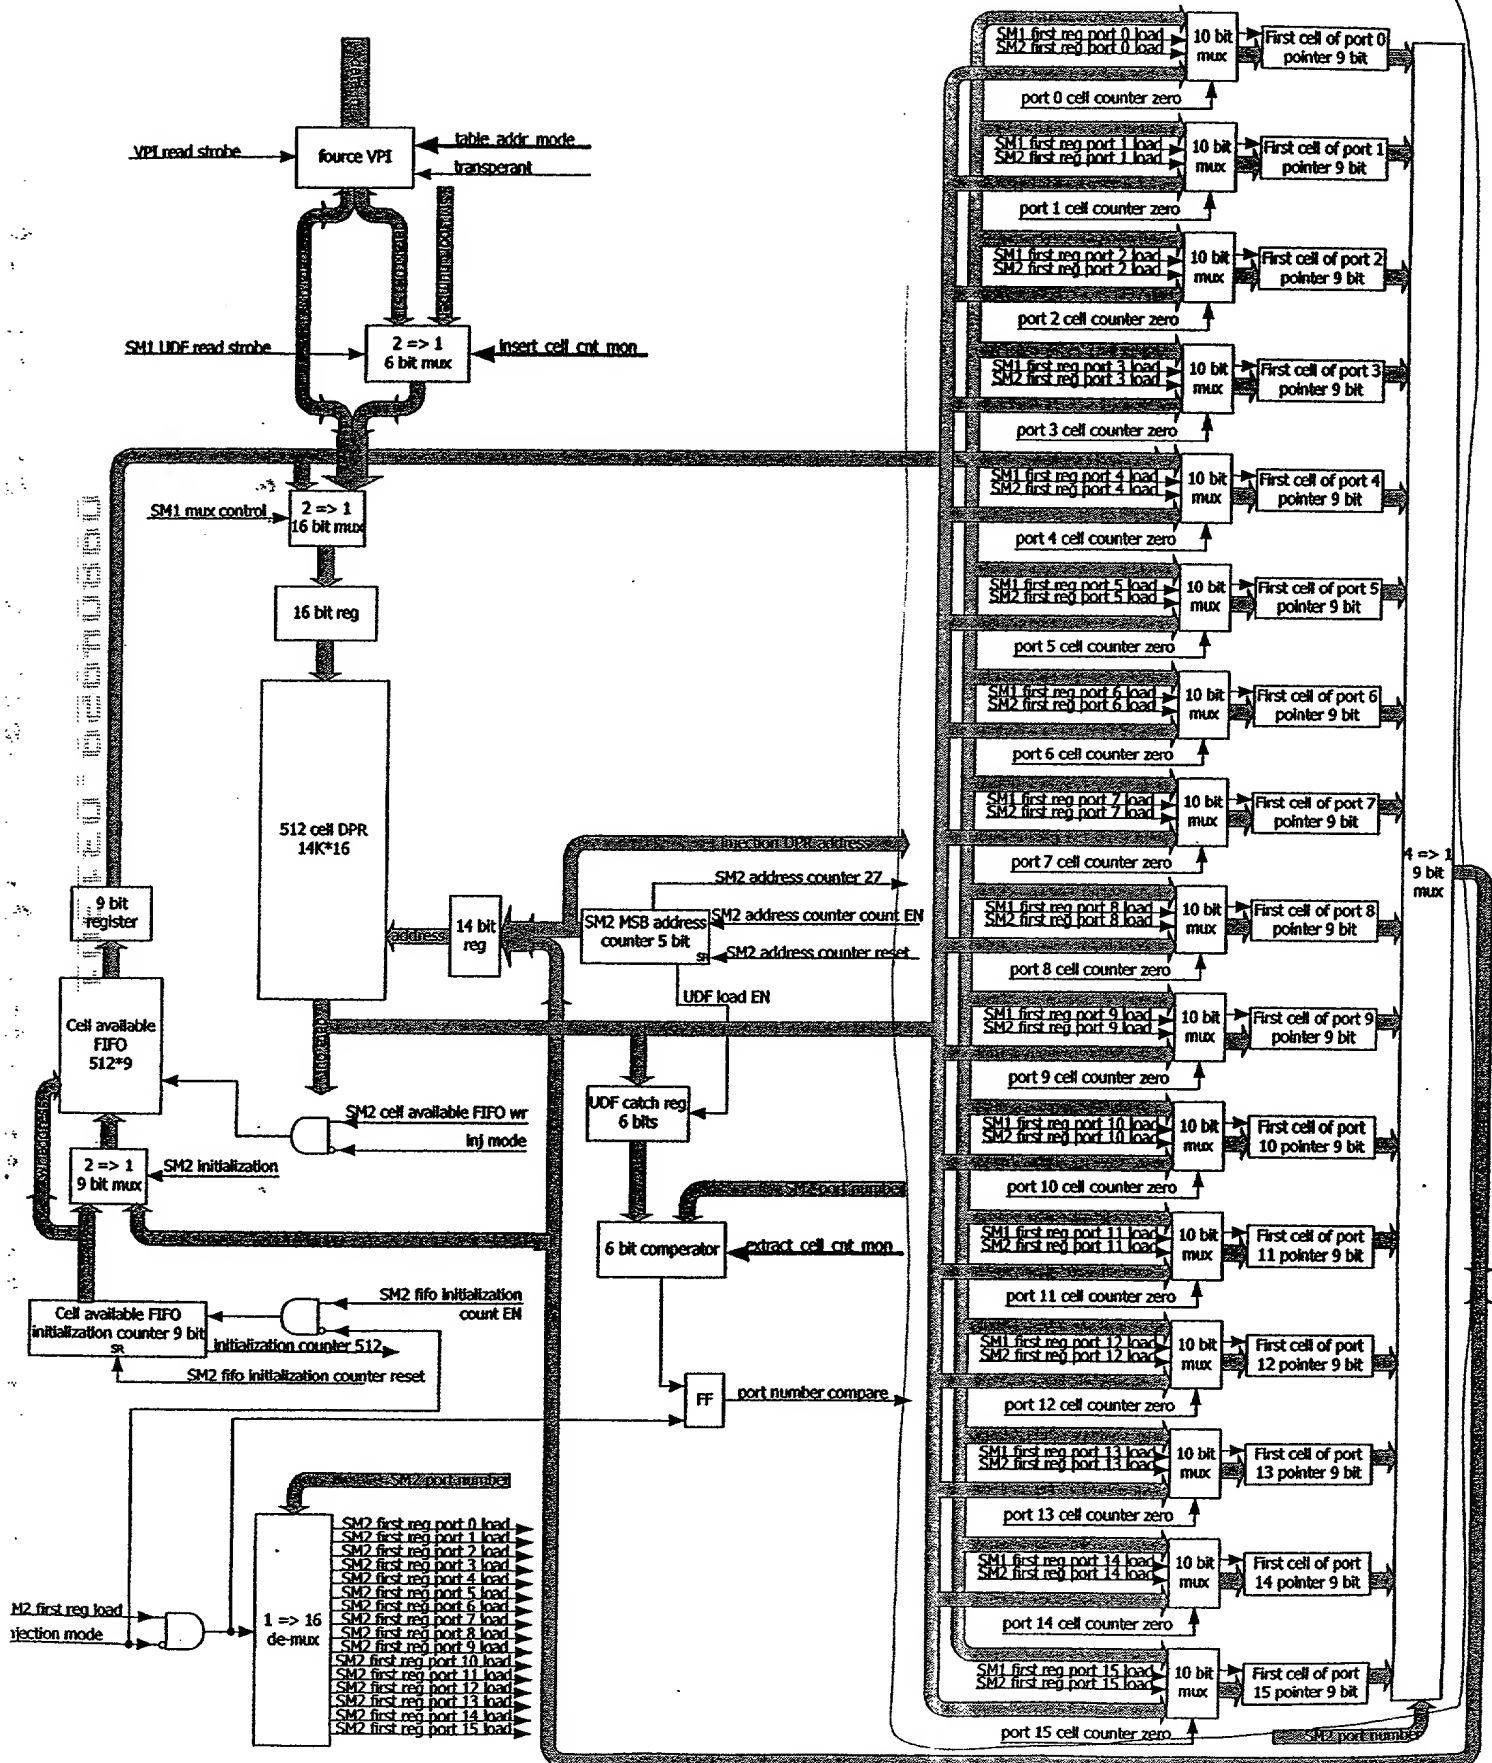 SM1 first reg port 0 load
SM2 first reg port 0 load
10 bit
mux
First cell of port 0
pointer 9 bit
port 0 cell counter zero
VPI read strobe
fource VPI
table_addr_mode
transperant
SM1 first reg port 1 load
SM2 first reg port 1 load
10 bit
mux
First cell of port 1
pointer 9 bit
port 1 cell counter zero
SM1 first reg port 2 load
SM2 first reg port 2 load
10 bit
mux
First cell of port 2
pointer 9 bit
port 2 cell counter zero
SM1 UDF read strobe
2 => 1
6 bit mux
insert_cell_cnt_mon
SM1 first reg port 3 load
SM2 first reg port 3 load
10 bit
mux
First cell of port 3
pointer 9 bit
port 3 cell counter zero
SM1 mux control
2 => 1
16 bit mux
SM1 first reg port 4 load
SM2 first reg port 4 load
10 bit
mux
First cell of port 4
pointer 9 bit
port 4 cell counter zero
16 bit reg
SM1 first reg port 5 load
SM2 first reg port 5 load
10 bit
mux
First cell of port 5
pointer 9 bit
port 5 cell counter zero
SM1 first reg port 6 load
SM2 first reg port 6 load
10 bit
mux
First cell of port 6
pointer 9 bit
port 6 cell counter zero
512 cell DPR
14K*16
SM1 first reg port 7 load
SM2 first reg port 7 load
10 bit
mux
First cell of port 7
pointer 9 bit
port 7 cell counter zero
4 => 1
9 bit
mux
injection DPR address
SM2 address counter 27
9 bit
register
address
14 bit
reg
SM2 MSB address
counter 5 bit
SR
SM2 address counter count EN
SM2 address counter reset
UDF load EN
SM1 first reg port 8 load
SM2 first reg port 8 load
10 bit
mux
First cell of port 8
pointer 9 bit
port 8 cell counter zero
Cell available
FIFO
512*9
SM1 first reg port 9 load
SM2 first reg port 9 load
10 bit
mux
First cell of port 9
pointer 9 bit
port 9 cell counter zero
UDF catch reg
6 bits
SM2 cell available FIFO wr
inj mode
SM1 first reg port 10 load
SM2 first reg port 10 load
10 bit
mux
First cell of port
10 pointer 9 bit
port 10 cell counter zero
2 => 1
9 bit mux
SM2 initialization
SM2 port number
6 bit comperator
extract_cell_cnt_mon
SM1 first reg port 11 load
SM2 first reg port 11 load
10 bit
mux
First cell of port
11 pointer 9 bit
port 11 cell counter zero
Cell available FIFO
initialization counter 9 bit
SR
SM2 fifo initialization
count EN
initialization counter 512
SM2 fifo initialization counter reset
SM1 first reg port 12 load
SM2 first reg port 12 load
10 bit
mux
First cell of port
12 pointer 9 bit
port 12 cell counter zero
FF
port number compare
SM1 first reg port 13 load
SM2 first reg port 13 load
10 bit
mux
First cell of port
13 pointer 9 bit
port 13 cell counter zero
SM2 port number
SM2 first reg port 0 load
SM2 first reg port 1 load
SM2 first reg port 2 load
SM2 first reg port 3 load
SM2 first reg port 4 load
SM2 first reg port 5 load
SM2 first reg port 6 load
SM2 first reg port 7 load
SM2 first reg port 8 load
SM2 first reg port 9 load
SM2 first reg port 10 load
SM2 first reg port 11 load
SM2 first reg port 12 load
SM2 first reg port 13 load
SM2 first reg port 14 load
SM2 first reg port 15 load
M2 first reg load
njection mode
1 => 16
de-mux
SM1 first reg port 14 load
SM2 first reg port 14 load
10 bit
mux
First cell of port
14 pointer 9 bit
port 14 cell counter zero
SM1 first reg port 15 load
SM2 first reg port 15 load
10 bit
mux
First cell of port
15 pointer 9 bit
port 15 cell counter zero
SM2 port number